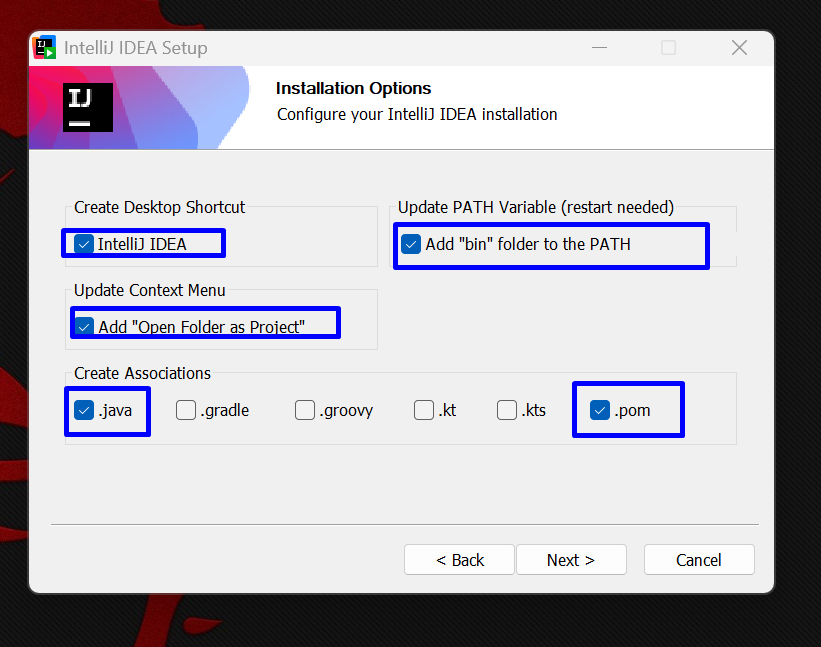 IntelliJ IDEA Setup
IJ
Installation Options
Configure your IntelliJ IDEA installation
Create Desktop Shortcut
IntelliJ IDEA
Update PATH Variable (restart needed)
Add "bin" folder to the PATH
Update Context Menu
Add "Open Folder as Project"
Create Associations
.java .gradle .groovy .kt .kts .pom
< Back Next > Cancel